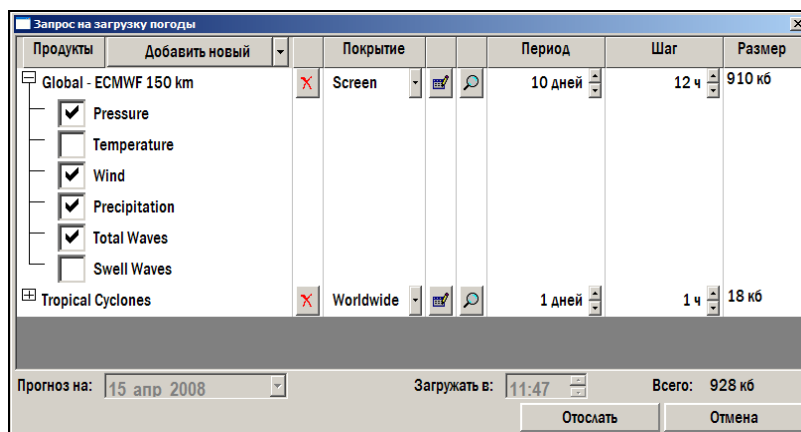 Запрос на загрузку погоды
Продукты Добавить новый Покрытие Период Шаг Размер
Global - ECMWF 150 km Screen 10 дней 12 ч 910 кб
Pressure
Temperature
Wind
Precipitation
Total Waves
Swell Waves
Tropical Cyclones Worldwide 1 дней 1 ч 18 кб
Прогноз на: 15 апр 2008 Загружать в: 11:47 Всего: 928 кб
Отослать Отмена